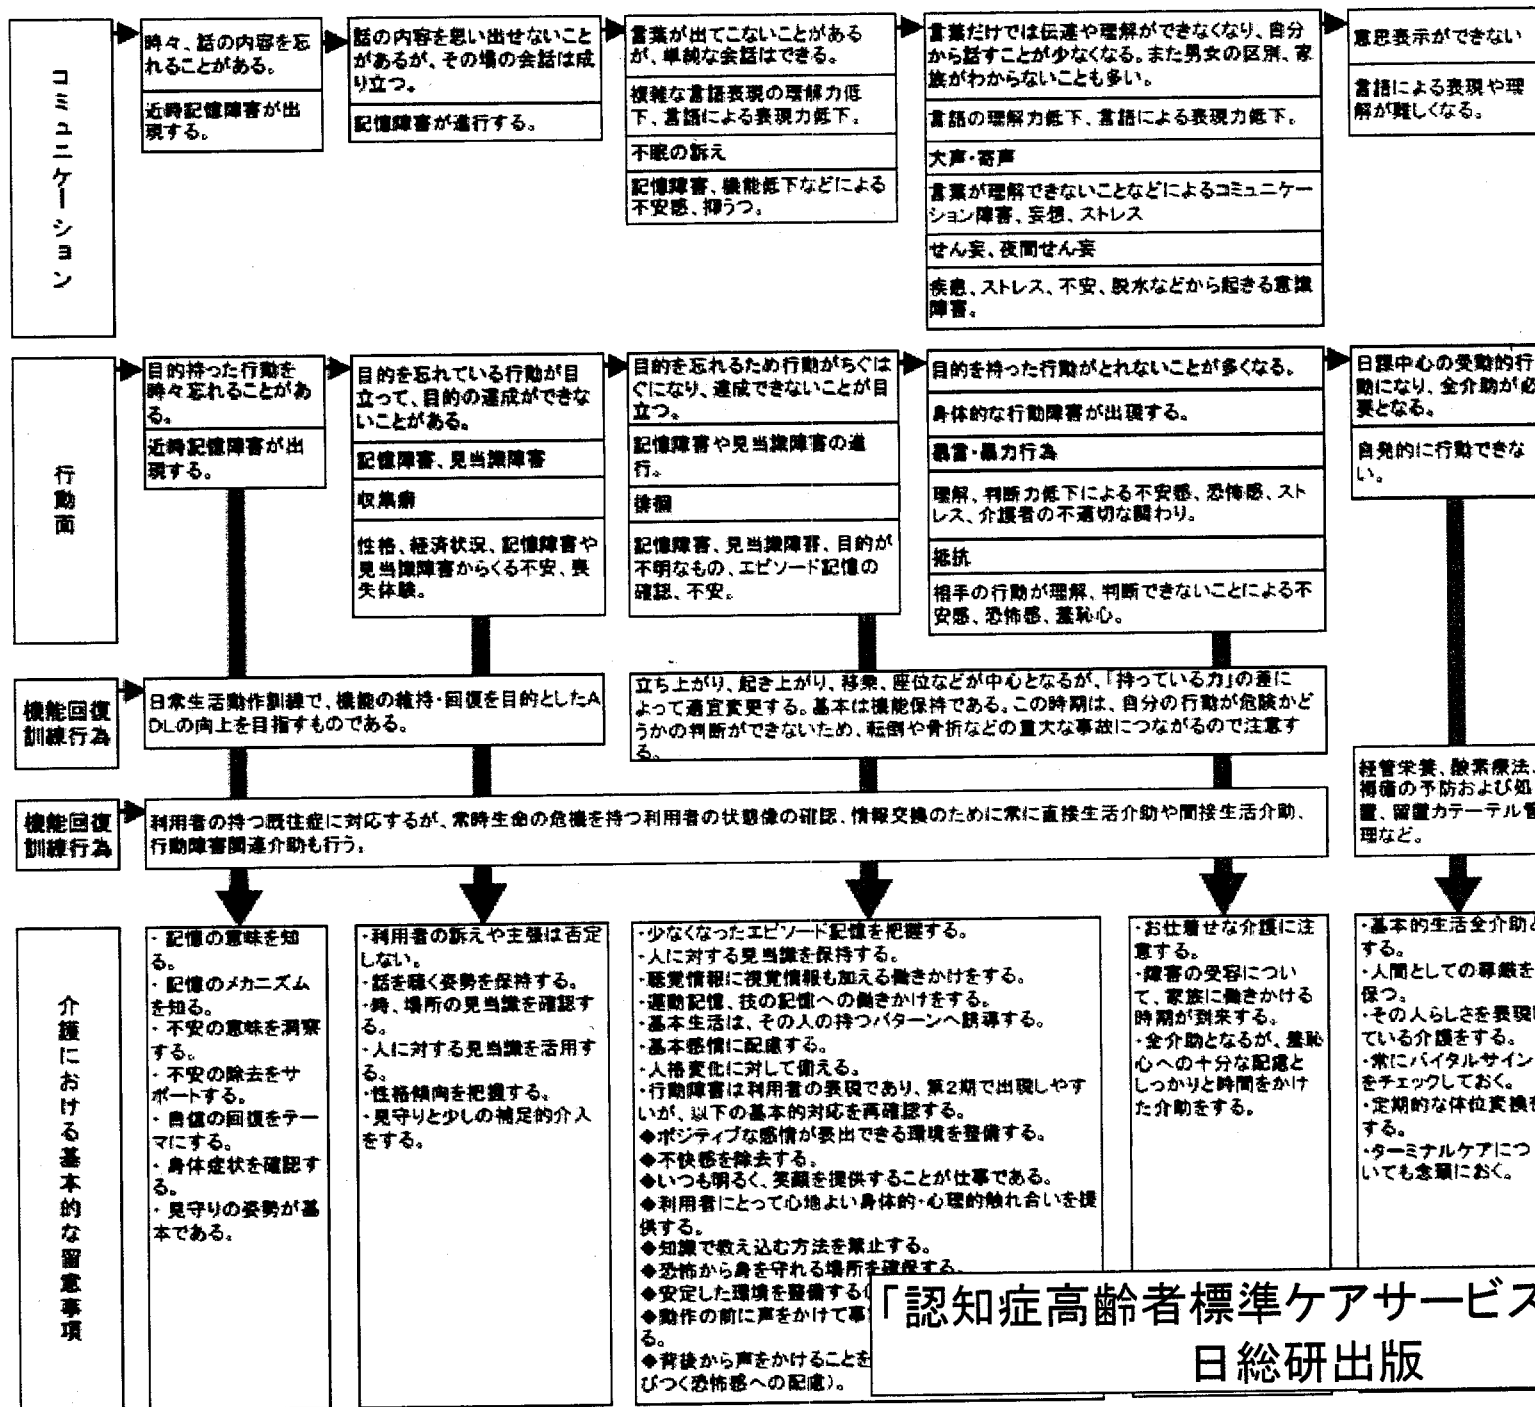 コミュニケーション
時々、話の内容を忘
れることがある。
近時記憶障害が出
現する。
話の内容を思い出せないこと
があるが、その場の会話は成
り立つ。
記憶障害が進行する。
言葉が出てこないことがある
が、単純な会話はできる。
複雑な言語表現の理解力低
下、言語による表現力低下。
不眠の訴え
記憶障害、機能低下などによる
不安感、抑うつ。
言葉だけでは伝達や理解ができなくなり、自分
から話すことが少なくなる。また男女の区別、家
族がわからないことも多い。
言語の理解力低下、言語による表現力低下。
大声・奇声
言葉が理解できないことなどによるコミュニケー
ション障害、妄想、ストレス
せん妄、夜間せん妄
疾患、ストレス、不安、脱水などから起きる意識
障害。
意思表示ができない
言語による表現や理
解が難しくなる。
行動面
目的持った行動を
時々忘れることがあ
る。
近時記憶障害が出
現する。
目的を忘れている行動が目
立って、目的の達成ができな
いことがある。
記憶障害、見当識障害
収集癖
性格、経済状況、記憶障害や
見当識障害からくる不安、喪
失体験。
目的を忘れるため行動がちぐは
ぐになり、達成できないことが目
立つ。
記憶障害や見当識障害の進
行。
徘徊
記憶障害、見当識障害、目的が
不明なもの、エピソード記憶の
確認、不安。
目的を持った行動がとれないことが多くなる。
身体的な行動障害が出現する。
暴言・暴力行為
理解、判断力低下による不安感、恐怖感、スト
レス、介護者の不適切な関わり。
抵抗
相手の行動が理解、判断できないことによる不
安感、恐怖感、羞恥心。
日課中心の受動的行
動になり、全介助が必
要となる。
自発的に行動できな
い。
機能回復
訓練行為
日常生活動作訓練で、機能の維持・回復を目的としたA
DLの向上を目指すものである。
立ち上がり、起き上がり、移乗、座位などが中心となるが、「持っている力」の差に
よって適宜変更する。基本は機能保持である。この時期は、自分の行動が危険かど
うかの判断ができないため、転倒や骨折などの重大な事故につながるので注意す
る。
機能回復
訓練行為
利用者の持つ既往症に対応するが、常時生命の危機を持つ利用者の状態像の確認、情報交換のために常に直接生活介助や間接生活介助、
行動障害関連介助も行う。
経管栄養、酸素療法、
褥瘡の予防および処
置、留置カテーテル管
理など。
介護における基本的な留意事項
・記憶の意味を知
る。
・記憶のメカニズム
を知る。
・不安の意味を洞察
する。
・不安の除去をサ
ポートする。
・自信の回復をテー
マにする。
・身体症状を確認す
る。
・見守りの姿勢が基
本である。
・利用者の訴えや主張は否定
しない。
・話を聴く姿勢を保持する。
・時、場所の見当識を確認す
る。
・人に対する見当識を活用す
る。
・性格傾向を把握する。
・見守りと少しの補足的介入
をする。
・少なくなったエピソード記憶を把握する。
・人に対する見当識を保持する。
・聴覚情報に視覚情報も加える働きかけをする。
・運動記憶、技の記憶への働きかけをする。
・基本生活は、その人の持つパターンへ誘導する。
・基本感情に配慮する。
・人格変化に対して備える。
・行動障害は利用者の表現であり、第2期で出現しやす
いが、以下の基本的対応を再確認する。
◆ポジティブな感情が表出できる環境を整備する。
◆不快感を除去する。
◆いつも明るく、笑顔を提供することが仕事である。
◆利用者にとって心地よい身体的・心理的触れ合いを提
供する。
◆知識で教え込む方法を禁止する。
◆恐怖から身を守れる場所を確保する。
◆安定した環境を整備する(
◆動作の前に声をかけて事
る。
◆背後から声をかけることを
びつく恐怖感への配慮)。
・お仕着せな介護に注
意する。
・障害の受容につい
て、家族に働きかける
時期が到来する。
・全介助となるが、羞恥
心への十分な配慮と
しっかりと時間をかけ
た介助をする。
・基本的生活全介助と
する。
・人間としての尊厳を
保つ。
・その人らしさを表現し
ている介護をする。
・常にバイタルサイン
をチェックしておく。
・定期的な体位変換を
する。
・ターミナルケアにつ
いても念頭におく。
「認知症高齢者標準ケアサービス
日総研出版